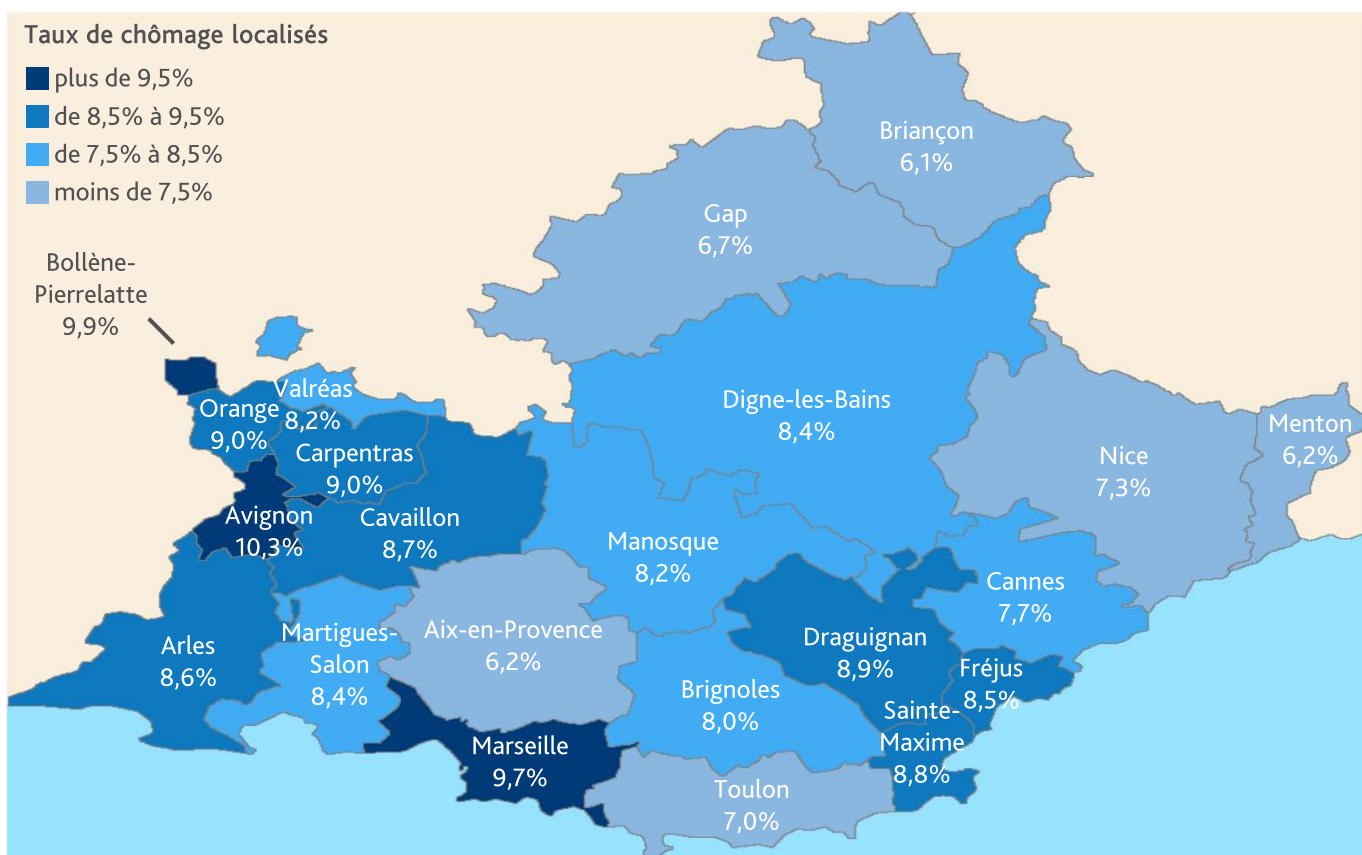 Taux de chômage localisés
plus de 9,5%
de 8,5% à 9,5%
de 7,5% à 8,5%
moins de 7,5%
Briançon
6,1%
Gap
6,7%
Bollène-
Pierrelatte
9,9%
Valréas
8,2%
Orange
9,0%
Carpentras
9,0%
Digne-les-Bains
8,4%
Menton
6,2%
Nice
7,3%
Avignon
10,3%
Cavaillon
8,7%
Manosque
8,2%
Cannes
7,7%
Arles
8,6%
Martigues-
Salon
8,4%
Aix-en-Provence
6,2%
Draguignan
8,9%
Fréjus
8,5%
Brignoles
8,0%
Sainte-
Maxime
8,8%
Marseille
9,7%
Toulon
7,0%